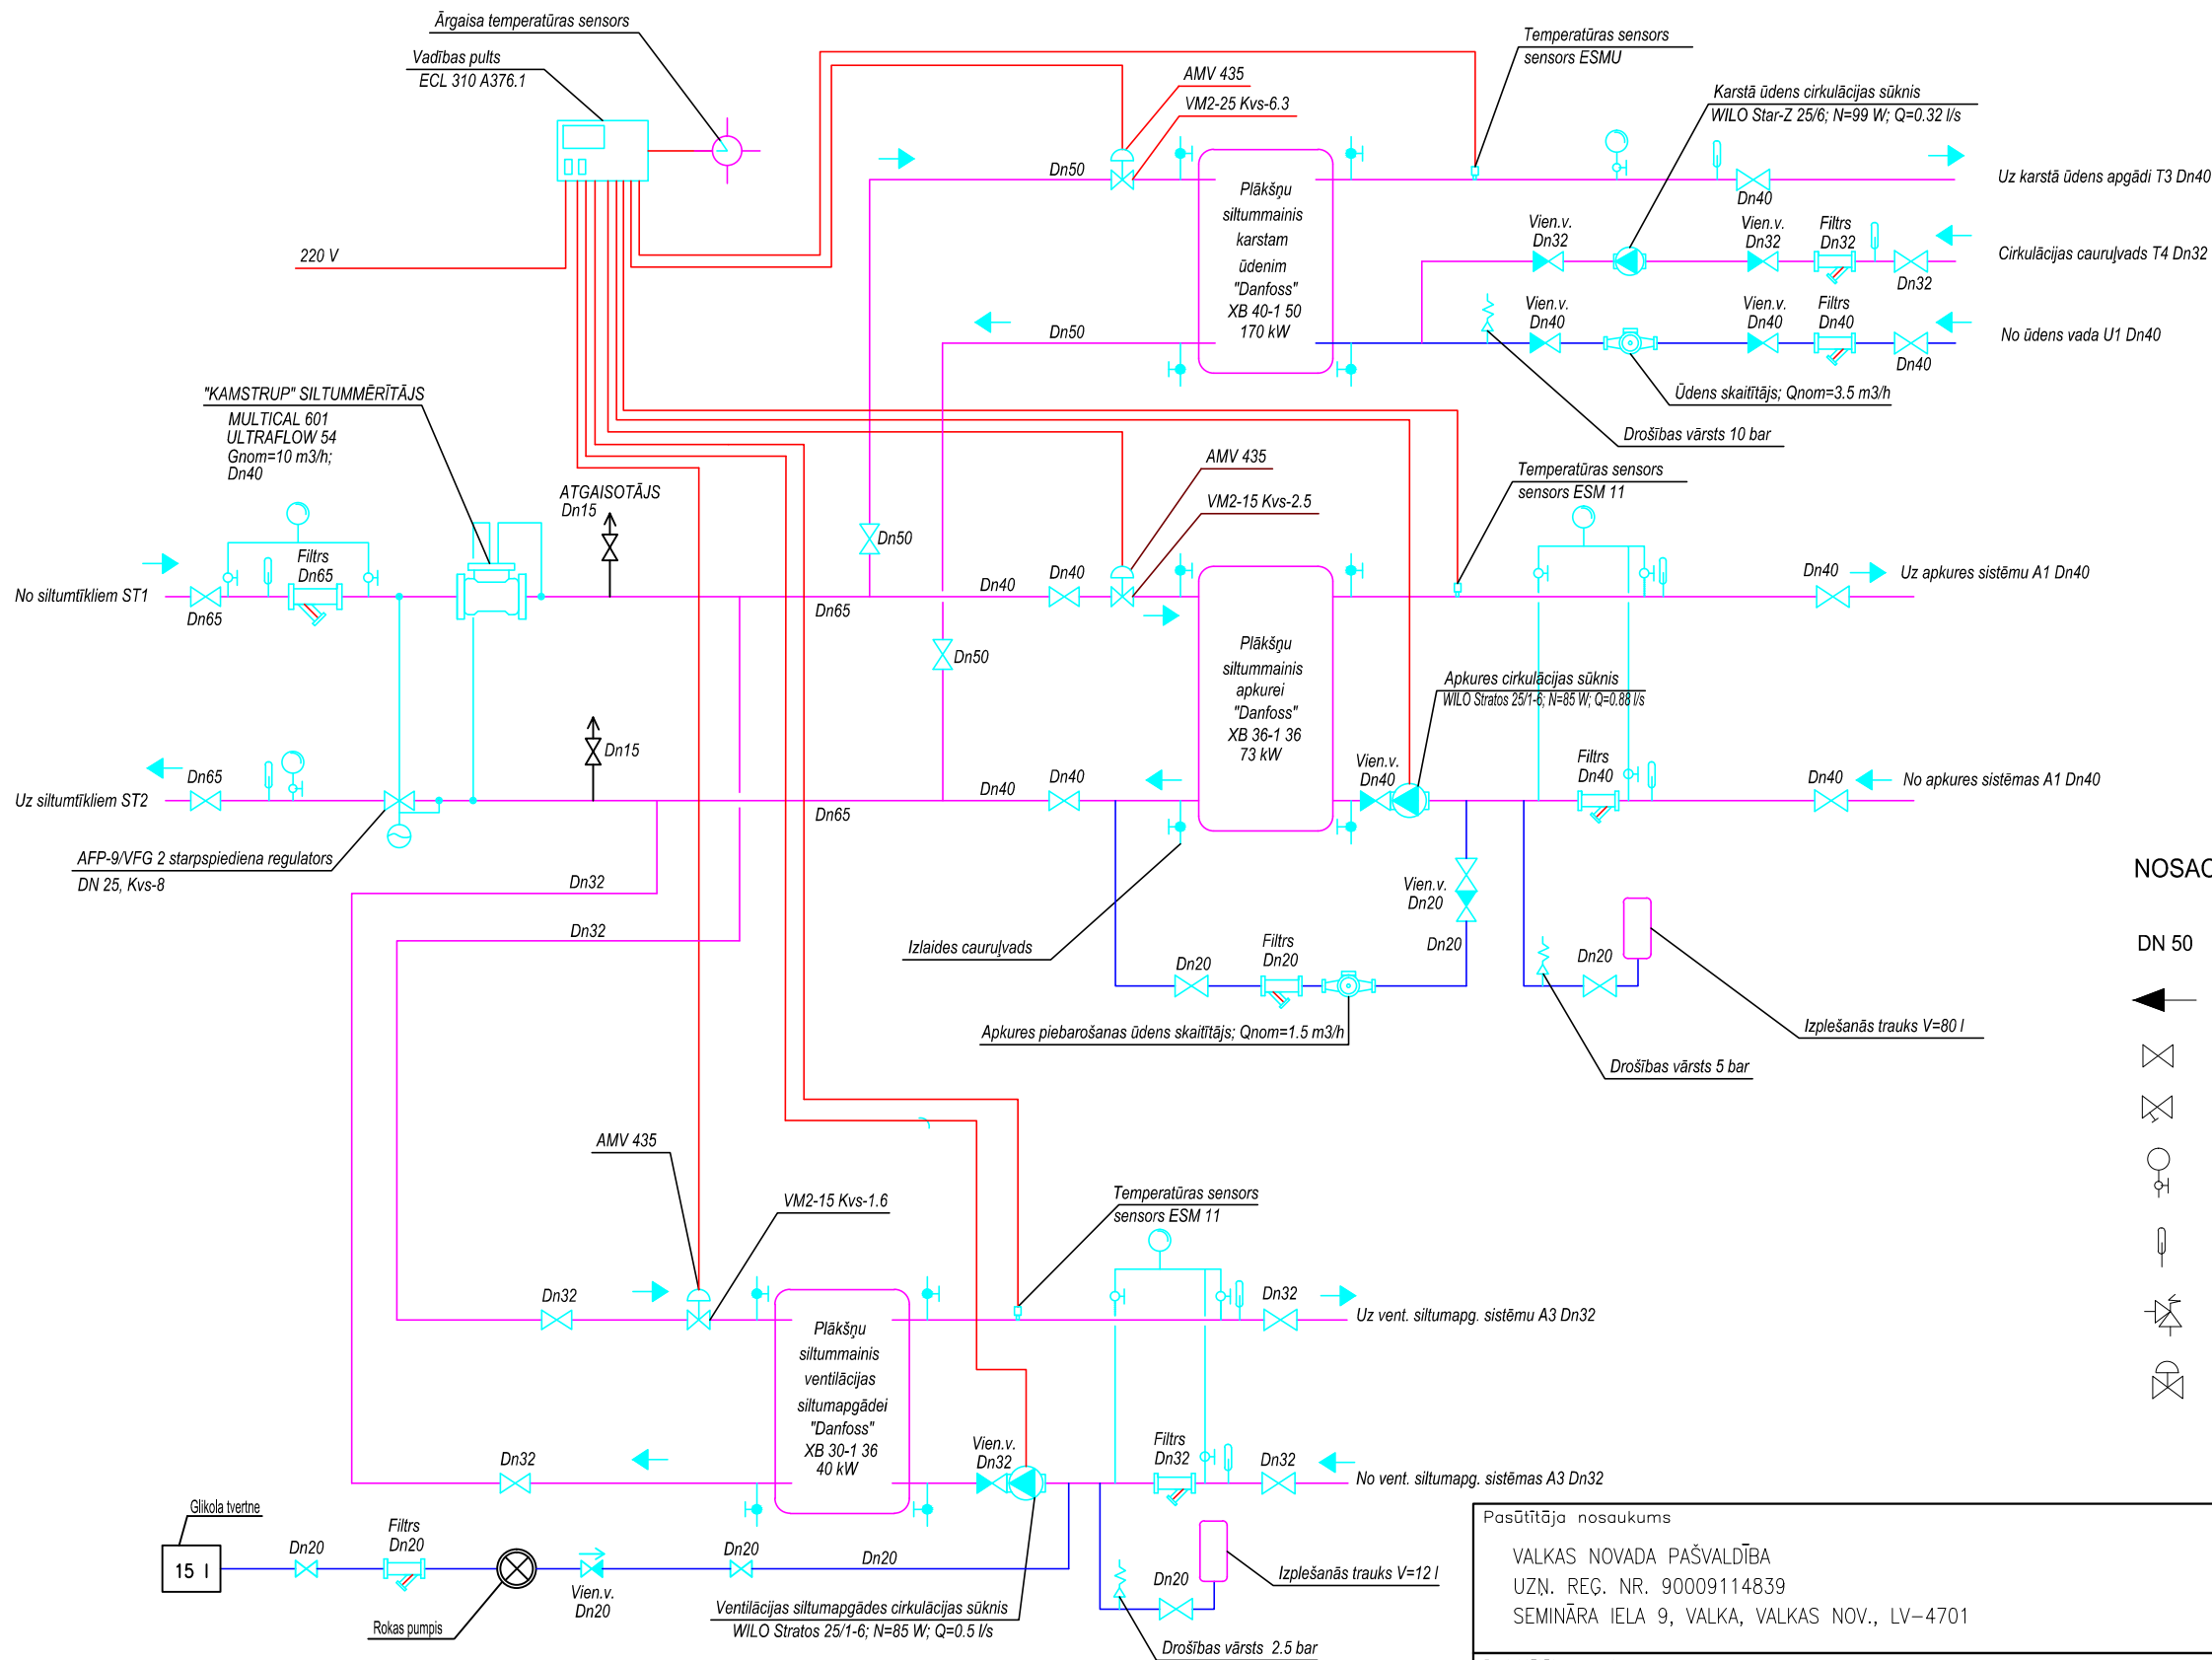 Ārgaisa temperatūras sensors
Vadības pults
ECL 310 A376.1
220 V
AMV 435
VM2-25 Kvs-6.3
Temperatūras sensors
sensors ESMU
Karstā ūdens cirkulācijas sūknis
WILO Star-Z 25/6; N=99 W; Q=0.32 l/s
Dn50
Dn50
Plākšņu
siltummainis
karstam
ūdenim
"Danfoss"
XB 40-1 50
170 kW
Dn40
Uz karstā ūdens apgādi T3 Dn40
Vien.v.
Dn32
Vien.v.
Dn32
Filtrs
Dn32
Dn32
Cirkulācijas cauruļvads T4 Dn32
Vien.v.
Dn40
Vien.v.
Dn40
Filtrs
Dn40
Dn40
No ūdens vada U1 Dn40
Ūdens skaitītājs; Qnom=3.5 m3/h
Drošības vārsts 10 bar
"KAMSTRUP" SILTUMMĒRĪTĀJS
MULTICAL 601
ULTRAFLOW 54
Gnom=10 m3/h;
Dn40
ATGAISOTĀJS
Dn15
Filtrs
Dn65
No siltumtīkliem ST1
Dn65
Dn65
Dn50
Dn50
Dn40
Dn40
AMV 435
VM2-15 Kvs-2.5
Temperatūras sensors
sensors ESM 11
Dn40
Uz apkures sistēmu A1 Dn40
Plākšņu
siltummainis
apkurei
"Danfoss"
XB 36-1 36
73 kW
Apkures cirkulācijas sūknis
WILO Stratos 25/1-6; N=85 W; Q=0.88 l/s
Dn15
Dn65
Uz siltumtīkliem ST2
Dn65
Dn40
Dn40
Vien.v.
Dn40
Filtrs
Dn40
Dn40
No apkures sistēmas A1 Dn40
AFP-9/VFG 2 starpspiediena regulators
DN 25, Kvs-8
Dn32
Dn32
Izlaides cauruļvads
Vien.v.
Dn20
Dn20
Dn20
Filtrs
Dn20
Apkures piebarošanas ūdens skaitītājs; Qnom=1.5 m3/h
Dn20
Izplešanās trauks V=80 l
Drošības vārsts 5 bar
NOSAC
DN 50
AMV 435
VM2-15 Kvs-1.6
Temperatūras sensors
sensors ESM 11
Dn32
Dn32
Uz vent. siltumapg. sistēmu A3 Dn32
Plākšņu
siltummainis
ventilācijas
siltumapgādei
"Danfoss"
XB 30-1 36
40 kW
Dn32
Vien.v.
Dn32
Filtrs
Dn32
Dn32
No vent. siltumapg. sistēmas A3 Dn32
Glikola tvertne
15 l
Dn20
Filtrs
Dn20
Rokas pumpis
Vien.v.
Dn20
Dn20
Dn20
Ventilācijas siltumapgādes cirkulācijas sūknis
WILO Stratos 25/1-6; N=85 W; Q=0.5 l/s
Dn20
Izplešanās trauks V=12 l
Drošības vārsts 2.5 bar
Pasūtītāja nosaukums
VALKAS NOVADA PAŠVALDĪBA
UZŅ. REĢ. NR. 90009114839
SEMINĀRA IELA 9, VALKA, VALKAS NOV., LV-4701